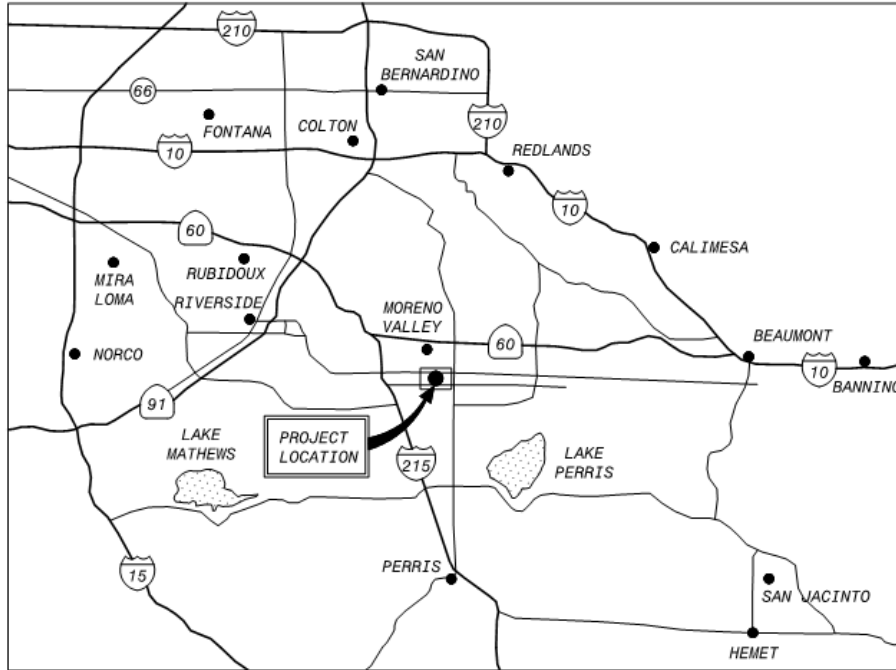 210
SAN
BERNARDINO
66
FONTANA
COLTON
210
10
REDLANDS
10
60
CALIMESA
MIRA
LOMA
RUBIDOUX
RIVERSIDE
MORENO
VALLEY
60
BEAUMONT
NORCO
10
BANNING
91
LAKE
MATHEWS
PROJECT
LOCATION
215
LAKE
PERRIS
15
PERRIS
SAN JACINTO
HEMET